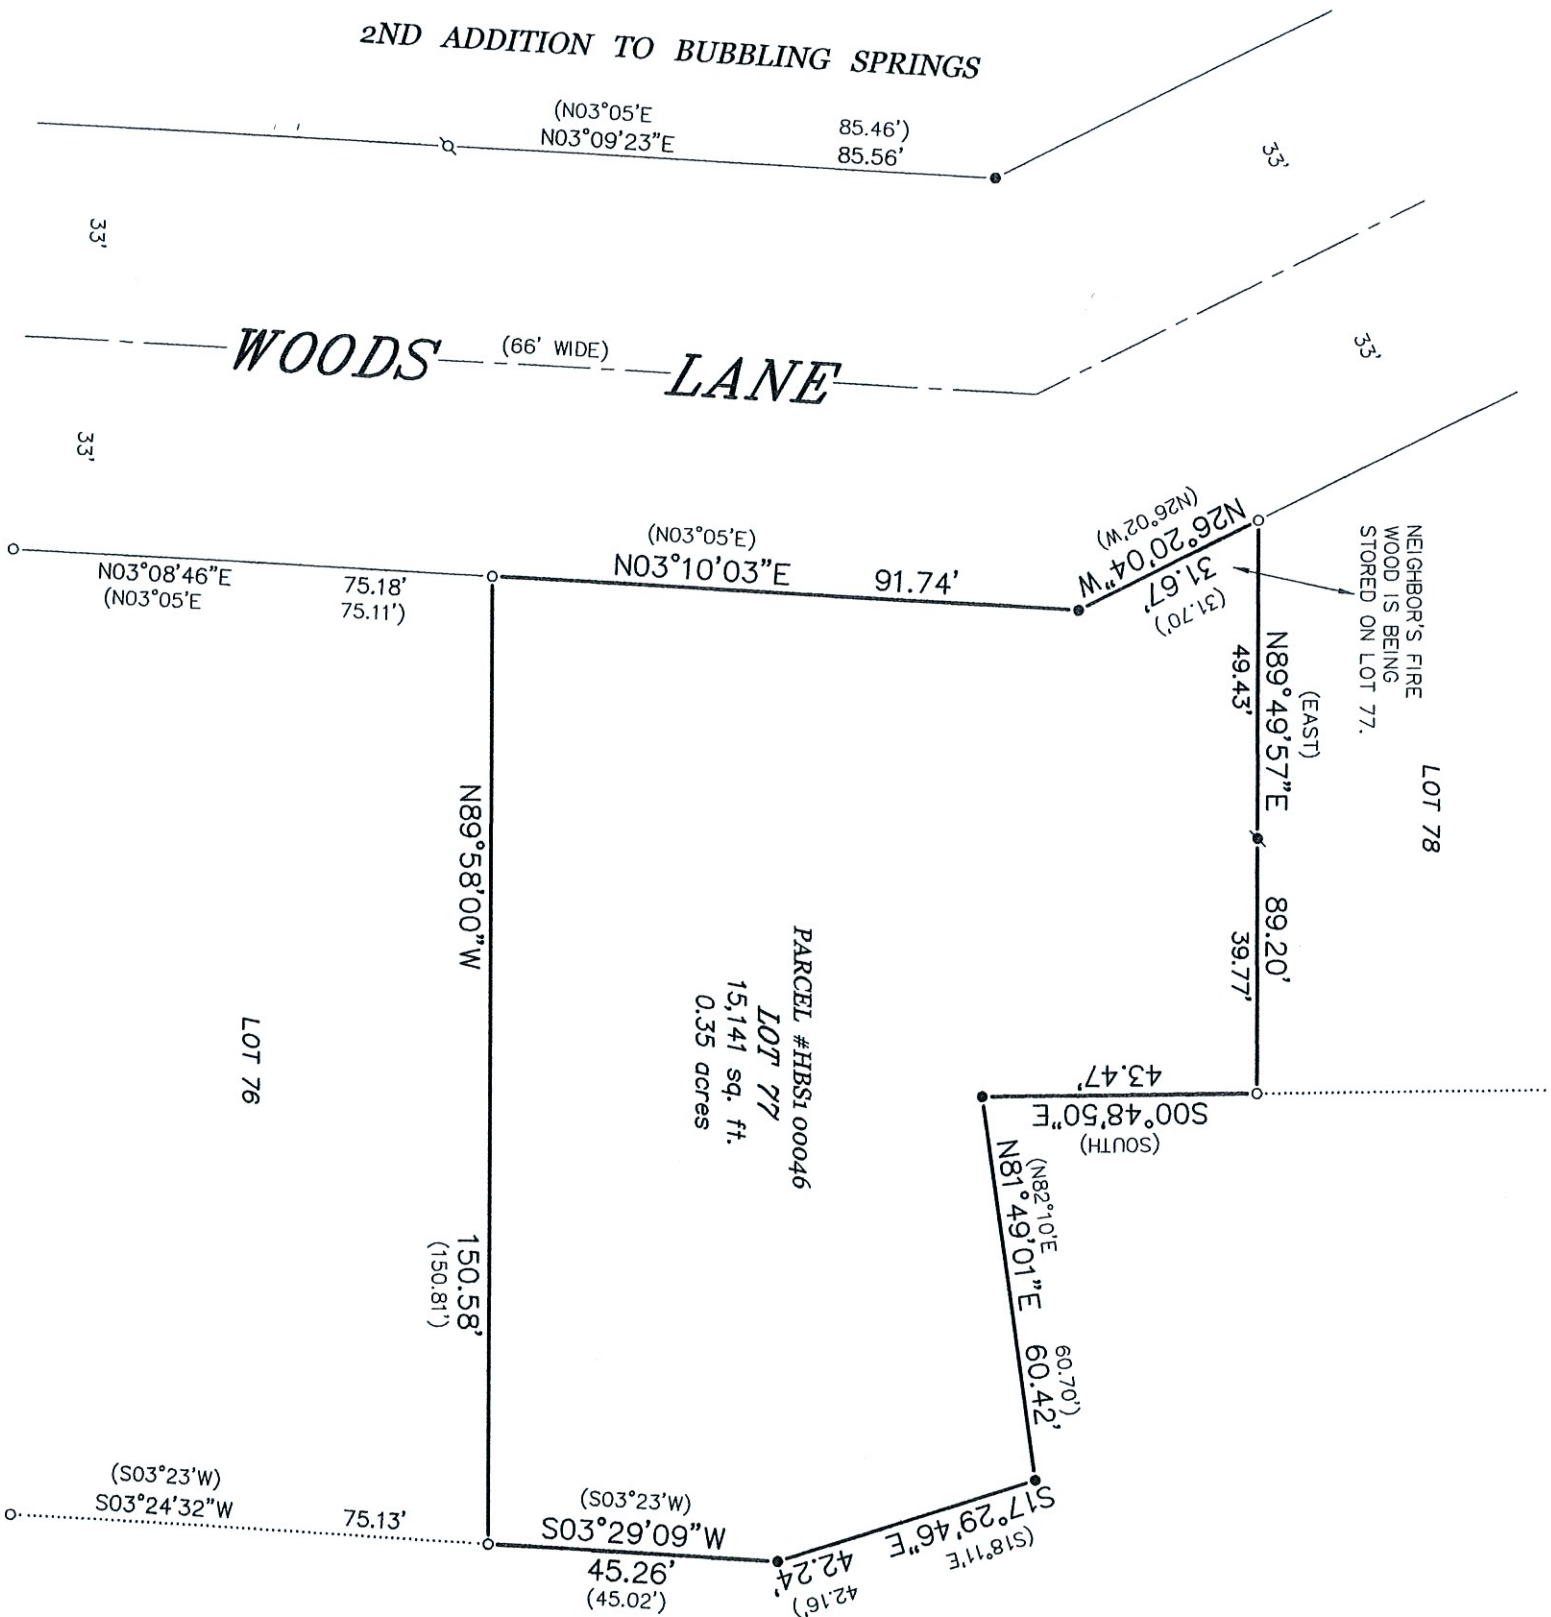 2ND ADDITION TO BUBBLING SPRINGS
(N03°05'E 85.46')
N03°09'23"E 85.56'
33'
33'
33'
33'
WOODS (66' WIDE) LANE
(N03°05'E)
N03°10'03"E 91.74'
N03°08'46"E 75.18'
(N03°05'E 75.11')
(N26°02'W)
N26°20'04"W
31.67'
(31.70')
NEIGHBOR'S FIRE
WOOD IS BEING
STORED ON LOT 77.
(EAST)
N89°49'57"E 89.20'
49.43' 39.77'
LOT 78
43.47'
S00°48'50"E
(SOUTH)
(N82°10'E 60.70')
N81°49'01"E 60.42'
PARCEL #HBS1 00046
LOT 77
15,141 sq. ft.
0.35 acres
N89°58'00"W 150.58'
(150.81')
LOT 76
S17°29'46"E 42.24'
(S18°11'E 42.16')
(S03°23'W)
S03°29'09"W
45.26'
(45.02')
(S03°23'W)
S03°24'32"W 75.13'